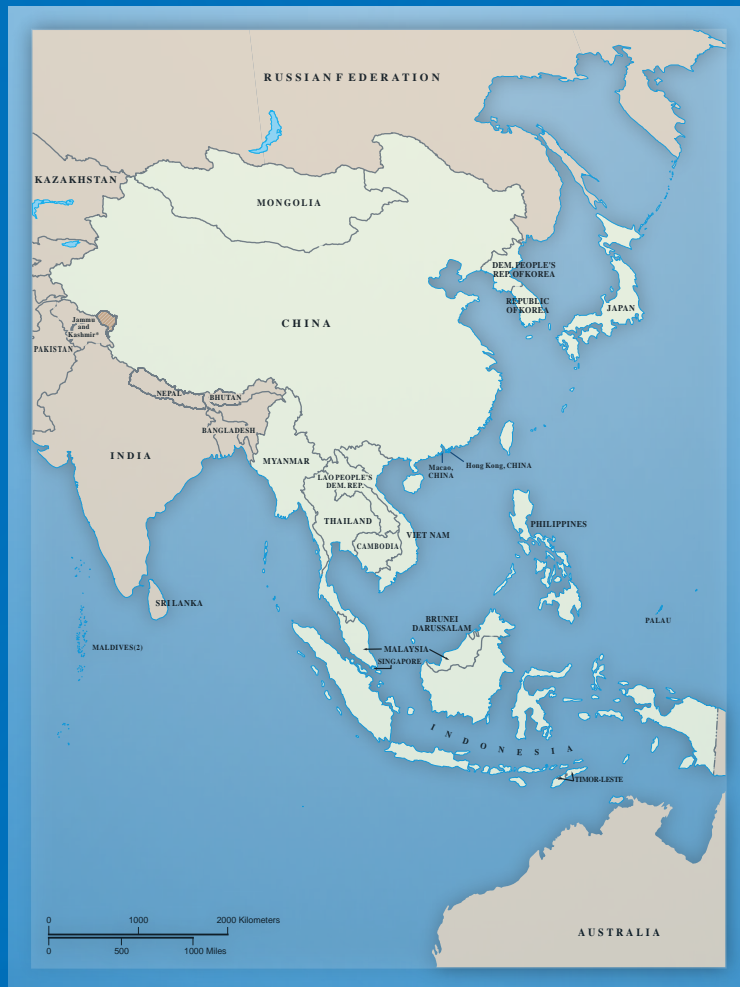 RUSSIAN FEDERATION
KAZAKHSTAN
MONGOLIA
DEM. PEOPLE'S
REP. OF KOREA
REPUBLIC
OF KOREA
JAPAN
CHINA
Jammu
and
Kashmir*
PAKISTAN
NEPAL
BHUTAN
BANGLADESH
INDIA
MYANMAR
Macao,
CHINA
Hong Kong, CHINA
LAO PEOPLE'S
DEM. REP.
THAILAND
VIET NAM
CAMBODIA
PHILIPPINES
SRI LANKA
BRUNEI
DARUSSALAM
PALAU
MALDIVES(2)
MALAYSIA
SINGAPORE
INDONESIA
TIMOR-LESTE
AUSTRALIA
0 1000 2000 Kilometers
0 500 1000 Miles